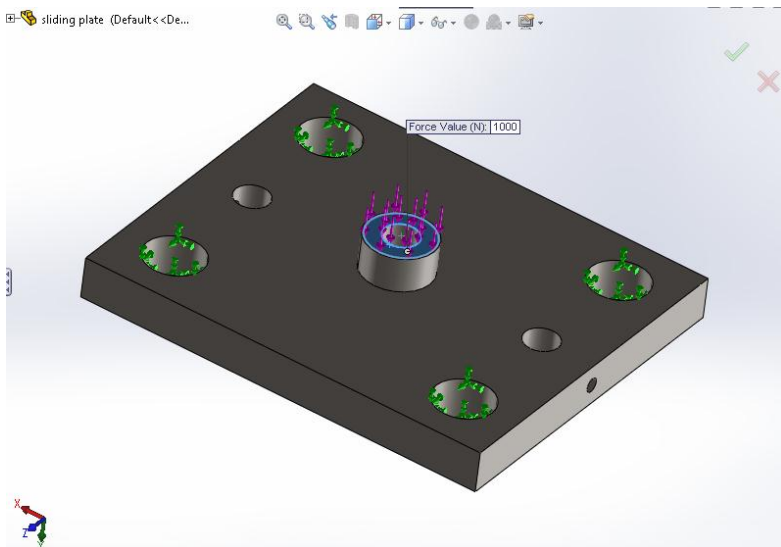 sliding plate (Default<<De...
Force Value (N): 1000
X
Z
Y